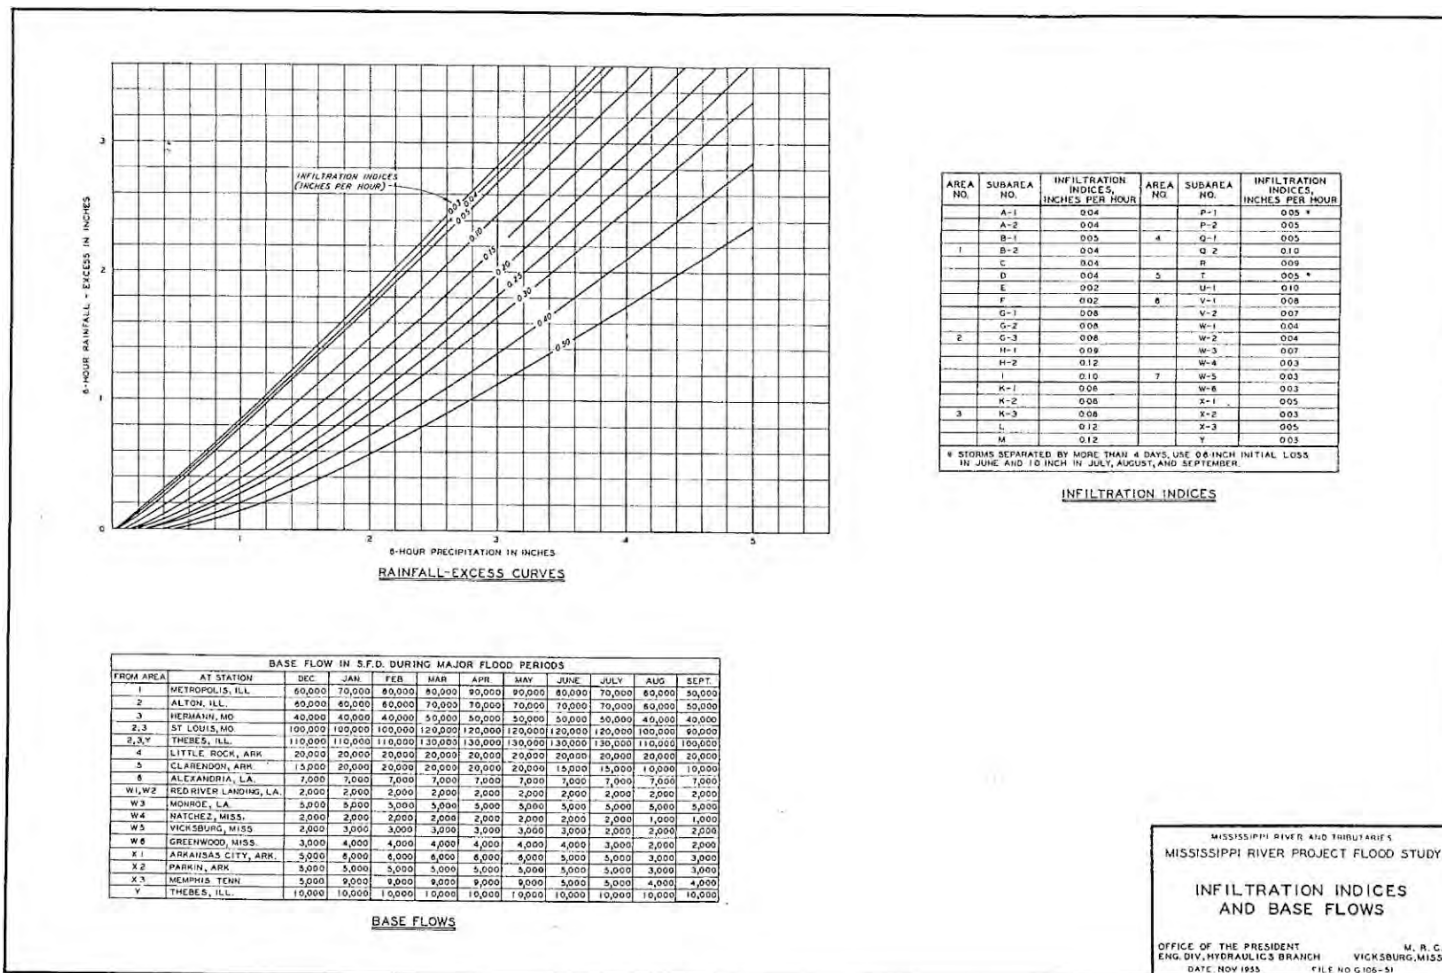 3
2
1
0
1
2
3
4
5
6-HOUR RAINFALL - EXCESS IN INCHES
INFILTRATION INDICES
(INCHES PER HOUR)
0.03
0.04
0.05
0.10
0.15
0.20
0.25
0.30
0.40
0.50
6-HOUR PRECIPITATION IN INCHES
RAINFALL-EXCESS CURVES
AREA NO. SUBAREA NO. INFILTRATION INDICES, INCHES PER HOUR AREA NO. SUBAREA NO. INFILTRATION INDICES, INCHES PER HOUR
A-1 0.04 P-1 0.05 *
A-2 0.04 P-2 0.05
B-1 0.05 4 Q-1 0.05
1 B-2 0.04 Q-2 0.10
C 0.04 R 0.09
D 0.04 5 T 0.05 *
E 0.02 U-1 0.10
F 0.02 6 V-1 0.08
G-1 0.08 V-2 0.07
G-2 0.08 W-1 0.04
2 G-3 0.08 W-2 0.04
H-1 0.09 W-3 0.07
H-2 0.12 W-4 0.03
I 0.10 7 W-5 0.03
K-1 0.08 W-6 0.03
K-2 0.08 X-1 0.05
3 K-3 0.08 X-2 0.03
L 0.12 X-3 0.05
M 0.12 Y 0.03
* STORMS SEPARATED BY MORE THAN 4 DAYS, USE 0.8 INCH INITIAL LOSS
IN JUNE AND 1.0 INCH IN JULY, AUGUST, AND SEPTEMBER.
INFILTRATION INDICES
BASE FLOW IN S.F.D. DURING MAJOR FLOOD PERIODS
FROM AREA AT STATION DEC. JAN. FEB. MAR. APR. MAY JUNE JULY AUG. SEPT.
1 METROPOLIS, ILL. 60,000 70,000 80,000 80,000 90,000 90,000 80,000 70,000 60,000 50,000
2 ALTON, ILL. 60,000 60,000 60,000 70,000 70,000 70,000 70,000 70,000 60,000 50,000
3 HERMANN, MO. 40,000 40,000 40,000 50,000 50,000 50,000 50,000 50,000 40,000 40,000
2,3 ST LOUIS, MO. 100,000 100,000 100,000 120,000 120,000 120,000 120,000 120,000 100,000 90,000
2,3,Y THEBES, ILL. 110,000 110,000 110,000 130,000 130,000 130,000 130,000 130,000 110,000 100,000
4 LITTLE ROCK, ARK. 20,000 20,000 20,000 20,000 20,000 20,000 20,000 20,000 20,000 20,000
5 CLARENDON, ARK. 15,000 20,000 20,000 20,000 20,000 20,000 15,000 15,000 10,000 10,000
6 ALEXANDRIA, LA. 7,000 7,000 7,000 7,000 7,000 7,000 7,000 7,000 7,000 7,000
W1,W2 RED RIVER LANDING, LA. 2,000 2,000 2,000 2,000 2,000 2,000 2,000 2,000 2,000 2,000
W3 MONROE, LA. 5,000 5,000 5,000 5,000 5,000 5,000 5,000 5,000 5,000 5,000
W4 NATCHEZ, MISS. 2,000 2,000 2,000 2,000 2,000 2,000 2,000 2,000 1,000 1,000
W5 VICKSBURG, MISS 2,000 3,000 3,000 3,000 3,000 3,000 3,000 2,000 2,000 2,000
W6 GREENWOOD, MISS. 3,000 4,000 4,000 4,000 4,000 4,000 4,000 3,000 2,000 2,000
X1 ARKANSAS CITY, ARK. 5,000 6,000 6,000 6,000 6,000 6,000 5,000 5,000 3,000 3,000
X2 PARKIN, ARK 5,000 5,000 5,000 5,000 5,000 5,000 5,000 5,000 3,000 3,000
X3 MEMPHIS TENN 5,000 9,000 9,000 9,000 9,000 9,000 5,000 5,000 4,000 4,000
Y THEBES, ILL. 10,000 10,000 10,000 10,000 10,000 10,000 10,000 10,000 10,000 10,000
BASE FLOWS
MISSISSIPPI RIVER AND TRIBUTARIES
MISSISSIPPI RIVER PROJECT FLOOD STUDY
INFILTRATION INDICES
AND BASE FLOWS
OFFICE OF THE PRESIDENT M. R. C.
ENG. DIV., HYDRAULICS BRANCH VICKSBURG, MISS.
DATE NOV 1955 FILE NO G 106-51